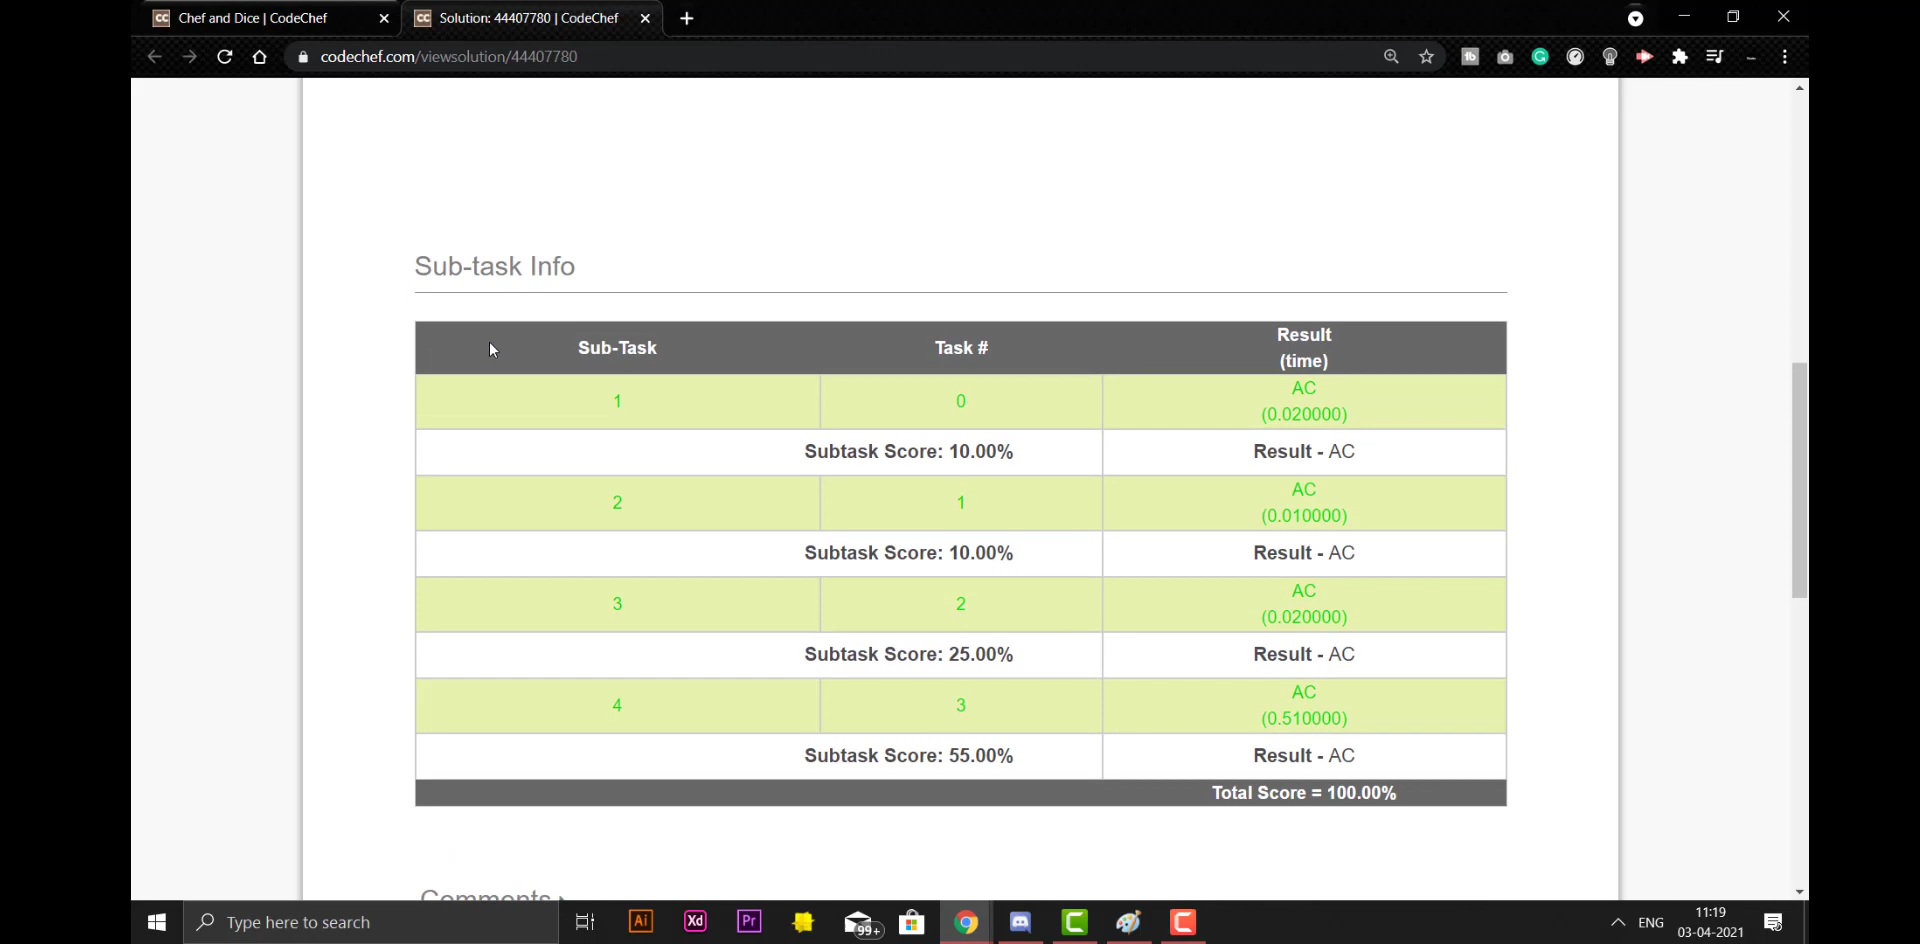 Chef and Dice | CodeChef
Solution: 44407780 | CodeChef
codechef.com/viewsolution/44407780
Sub-task Info
Sub-Task Task # Result
(time)
1 0 AC
(0.020000)
Subtask Score: 10.00% Result - AC
2 1 AC
(0.010000)
Subtask Score: 10.00% Result - AC
3 2 AC
(0.020000)
Subtask Score: 25.00% Result - AC
4 3 AC
(0.510000)
Subtask Score: 55.00% Result - AC
Total Score = 100.00%
Comments
Type here to search
Ai
Xd
Pr
99+
ENG
11:19
03-04-2021